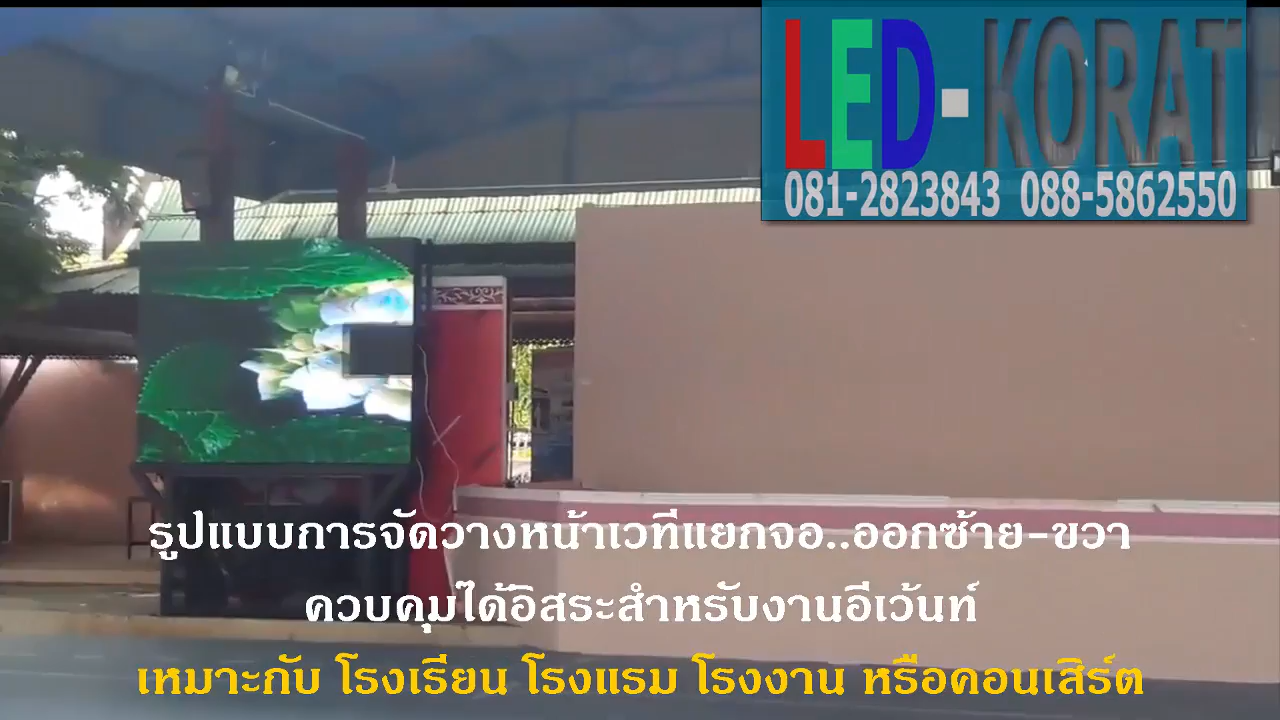 LED-KORAT
081-2823843 088-5862550
รูปแบบการจัดวางหน้าเวทีแยกจอ..ออกซ้าย-ขวา
ควบคุมได้อิสระสำหรับงานอีเว้นท์
เหมาะกับ โรงเรียน โรงแรม โรงงาน หรือคอนเสิร์ต